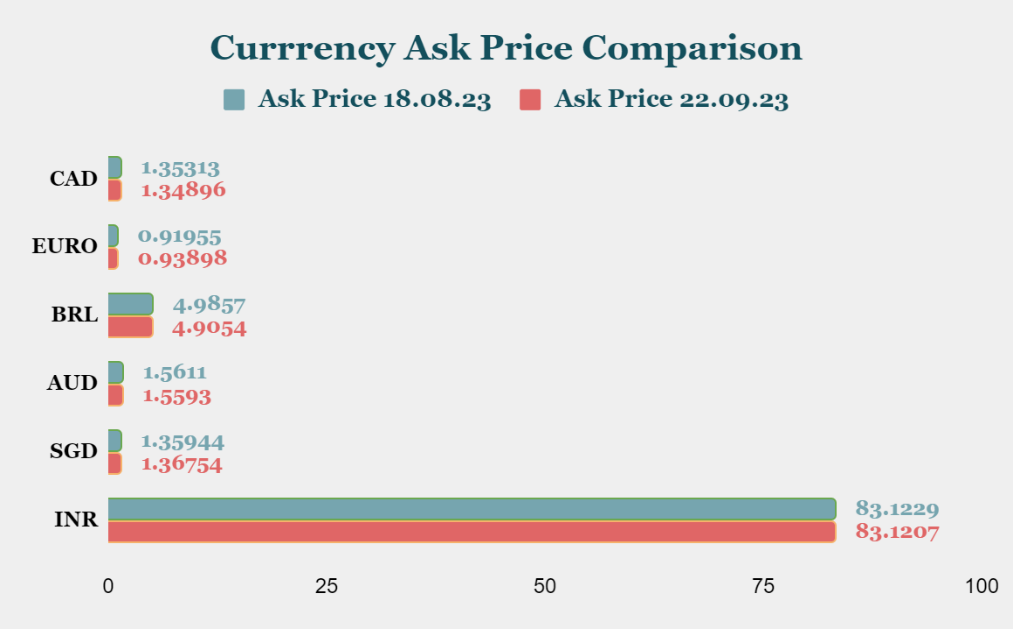 Currrency Ask Price Comparison
Ask Price 18.08.23 Ask Price 22.09.23
CAD 1.35313
1.34896
EURO 0.91955
0.93898
BRL 4.9857
4.9054
AUD 1.5611
1.5593
SGD 1.35944
1.36754
INR 83.1229
83.1207
0 25 50 75 100